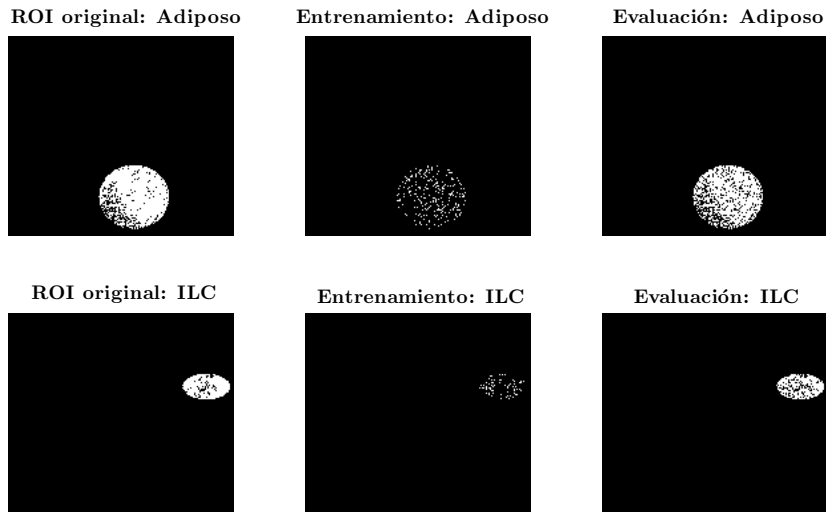 ROI original: Adiposo
Entrenamiento: Adiposo
Evaluación: Adiposo
ROI original: ILC
Entrenamiento: ILC
Evaluación: ILC